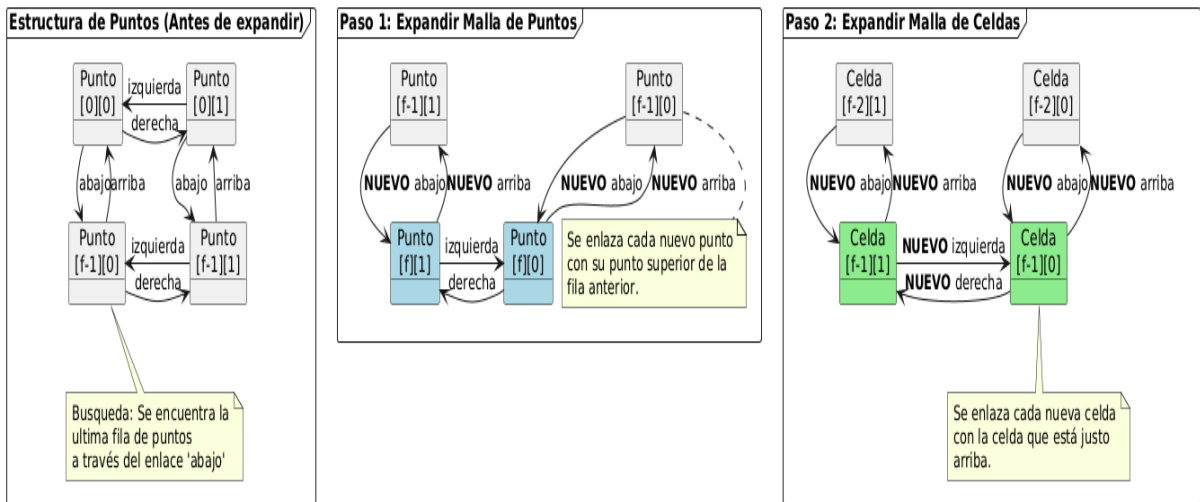 Estructura de Puntos (Antes de expandir)
Punto
[0][0]
izquierda
derecha
Punto
[0][1]
abajo
arriba
abajo
arriba
Punto
[f-1][0]
izquierda
derecha
Punto
[f-1][1]
Busqueda: Se encuentra la
ultima fila de puntos
a través del enlace 'abajo'
Paso 1: Expandir Malla de Puntos
Punto
[f-1][1]
Punto
[f-1][0]
NUEVO abajo
NUEVO arriba
NUEVO abajo
NUEVO arriba
Punto
[f][1]
izquierda
derecha
Punto
[f][0]
Se enlaza cada nuevo punto
con su punto superior de la
fila anterior.
Paso 2: Expandir Malla de Celdas
Celda
[f-2][1]
Celda
[f-2][0]
NUEVO abajo
NUEVO arriba
NUEVO abajo
NUEVO arriba
Celda
[f-1][1]
NUEVO izquierda
NUEVO derecha
Celda
[f-1][0]
Se enlaza cada nueva celda
con la celda que está justo
arriba.